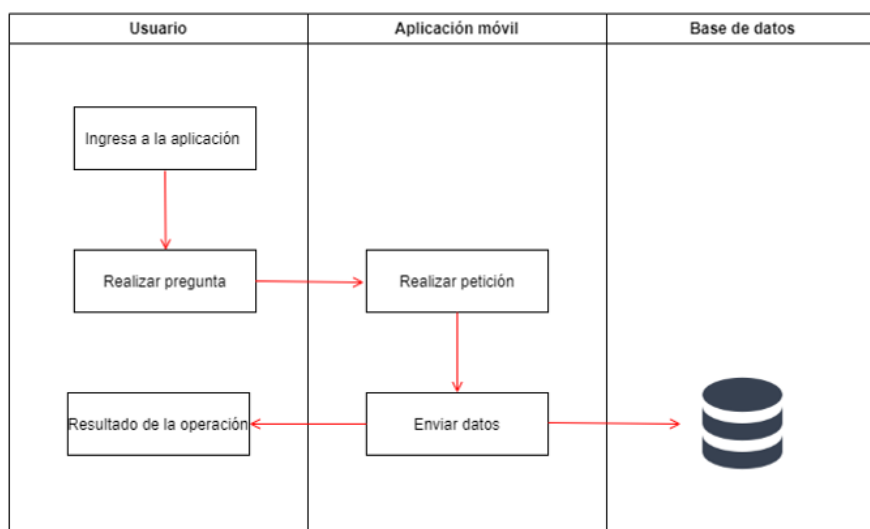 Usuario
Aplicación móvil
Base de datos
Ingresa a la aplicación
Realizar pregunta
Realizar petición
Resultado de la operación
Enviar datos